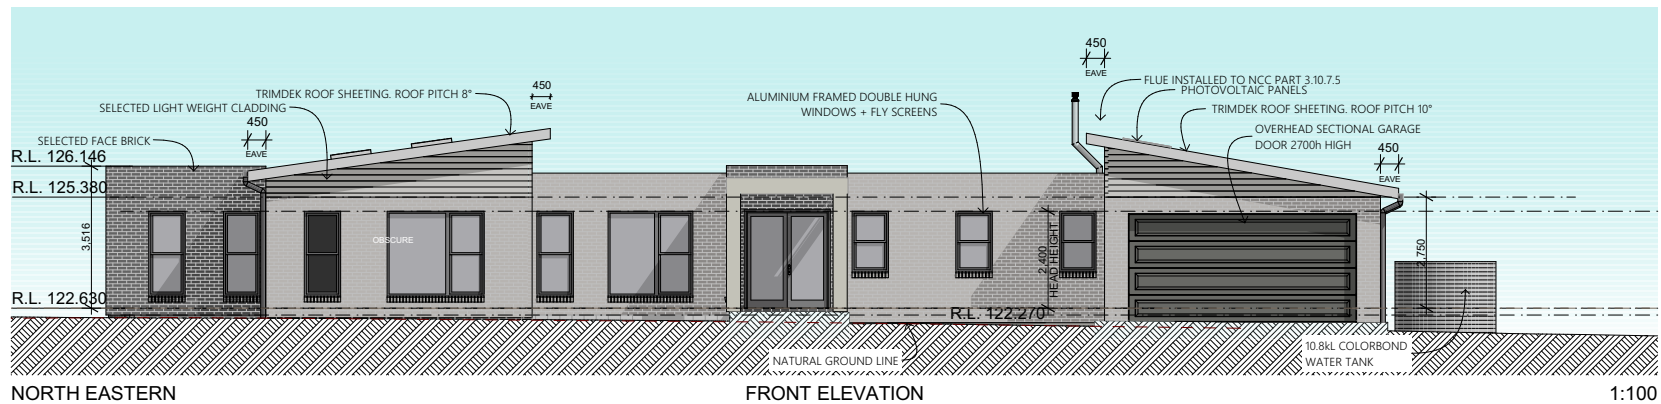 450
EAVE
FLUE INSTALLED TO NCC PART 3.10.7.5
PHOTOVOLTAIC PANELS
TRIMDEK ROOF SHEETING. ROOF PITCH 8°
450
EAVE
ALUMINIUM FRAMED DOUBLE HUNG
WINDOWS + FLY SCREENS
TRIMDEK ROOF SHEETING. ROOF PITCH 10°
SELECTED LIGHT WEIGHT CLADDING
450
EAVE
OVERHEAD SECTIONAL GARAGE
DOOR 2700h HIGH
SELECTED FACE BRICK
450
EAVE
R.L. 126.146
R.L. 125.380
3,516
OBSCURE
2,400
HEAD HEIGHT
2,750
R.L. 122.630
R.L. 122.270
NATURAL GROUND LINE
10.8kL COLORBOND
WATER TANK
NORTH EASTERN
FRONT ELEVATION
1:100